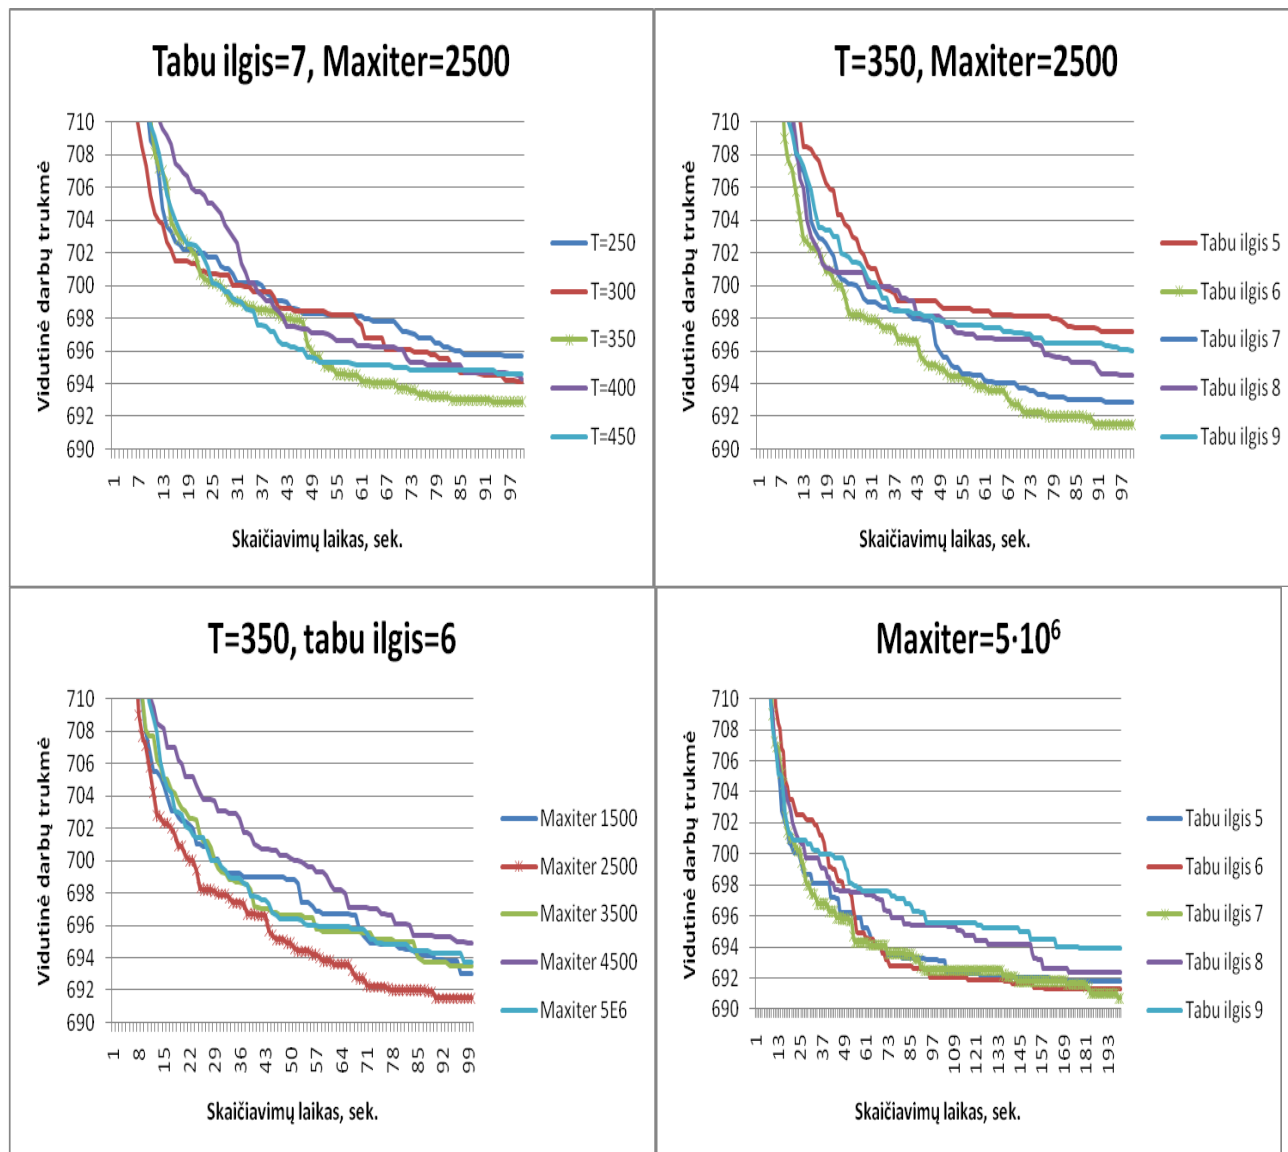 Tabu ilgis=7, Maxiter=2500
Vidutinė darbų trukmė
710
708
706
704
702
700
698
696
694
692
690
1 7 13 19 25 31 37 43 49 55 61 67 73 79 85 91 97
Skaičiavimų laikas, sek.
T=250
T=300
T=350
T=400
T=450
T=350, Maxiter=2500
Vidutinė darbų trukmė
710
708
706
704
702
700
698
696
694
692
690
1 7 13 19 25 31 37 43 49 55 61 67 73 79 85 91 97
Skaičiavimų laikas, sek.
Tabu ilgis 5
Tabu ilgis 6
Tabu ilgis 7
Tabu ilgis 8
Tabu ilgis 9
T=350, tabu ilgis=6
Vidutinė darbų trukmė
710
708
706
704
702
700
698
696
694
692
690
1 8 15 22 29 36 43 50 57 64 71 78 85 92 99
Skaičiavimų laikas, sek.
Maxiter 1500
Maxiter 2500
Maxiter 3500
Maxiter 4500
Maxiter 5E6
Maxiter=5·10⁶
Vidutinė darbų trukmė
710
708
706
704
702
700
698
696
694
692
690
1 13 25 37 49 61 73 85 97 109 121 133 145 157 169 181 193
Skaičiavimų laikas, sek.
Tabu ilgis 5
Tabu ilgis 6
Tabu ilgis 7
Tabu ilgis 8
Tabu ilgis 9